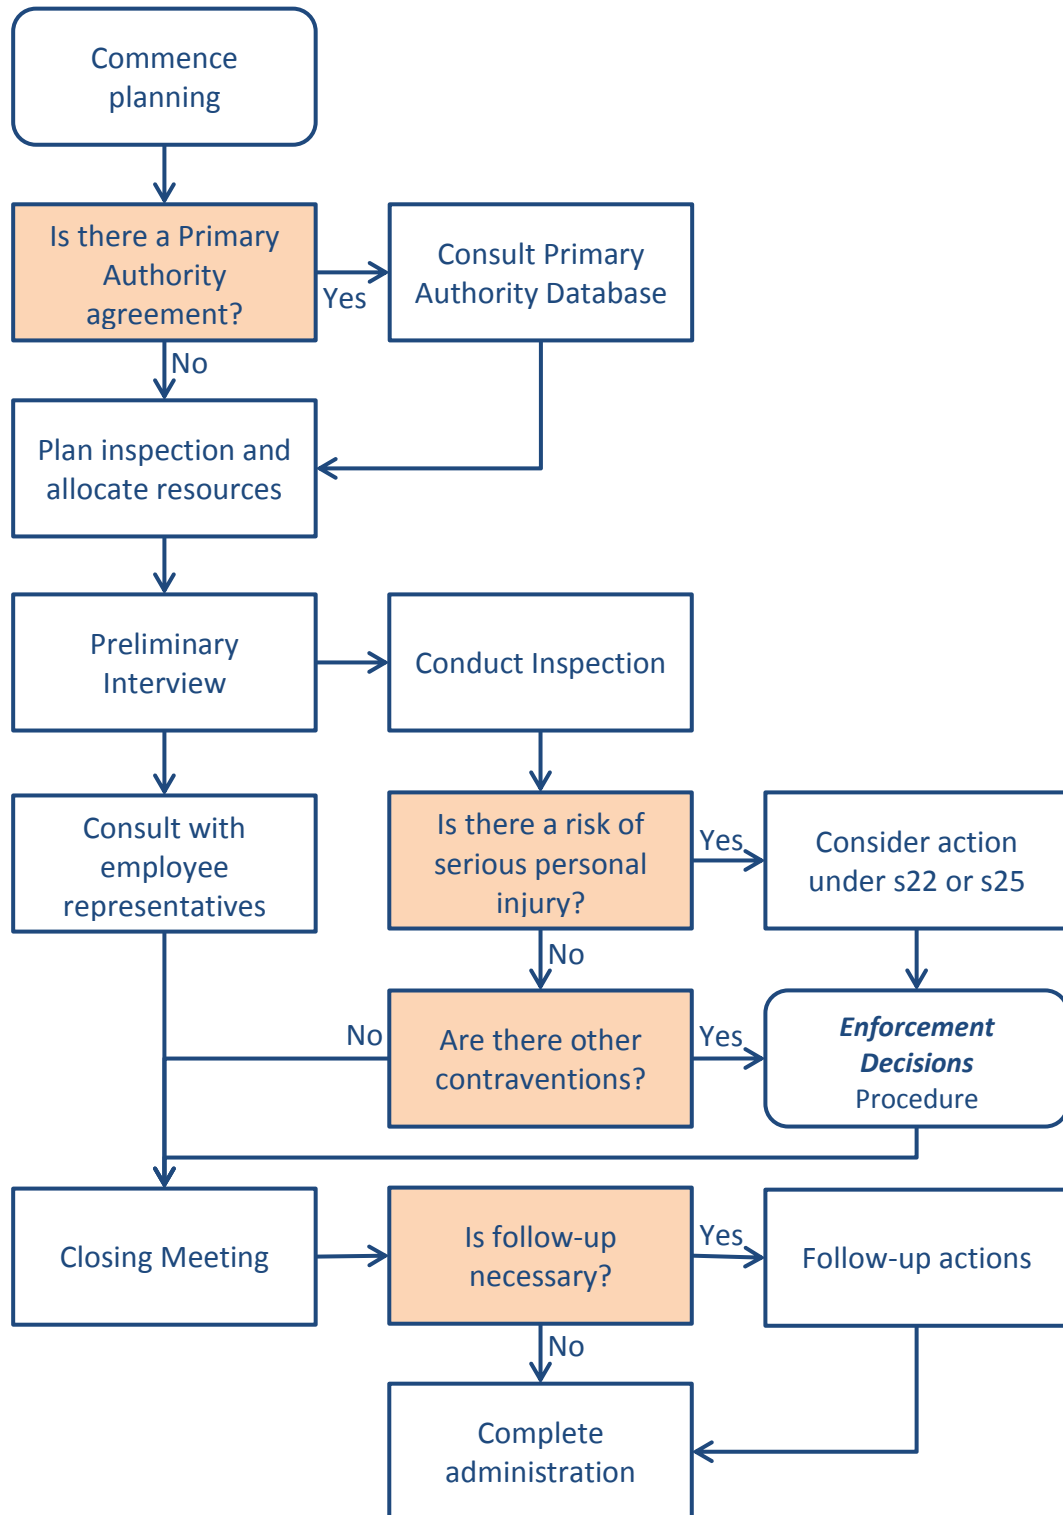 Commence
planning
Is there a Primary
Authority
agreement?
Yes
Consult Primary
Authority Database
No
Plan inspection and
allocate resources
Preliminary
Interview
Conduct Inspection
Consult with
employee
representatives
Is there a risk of
serious personal
injury?
Yes
Consider action
under s22 or s25
No
No
Are there other
contraventions?
Yes
Enforcement
Decisions
Procedure
Closing Meeting
Is follow-up
necessary?
Yes
Follow-up actions
No
Complete
administration